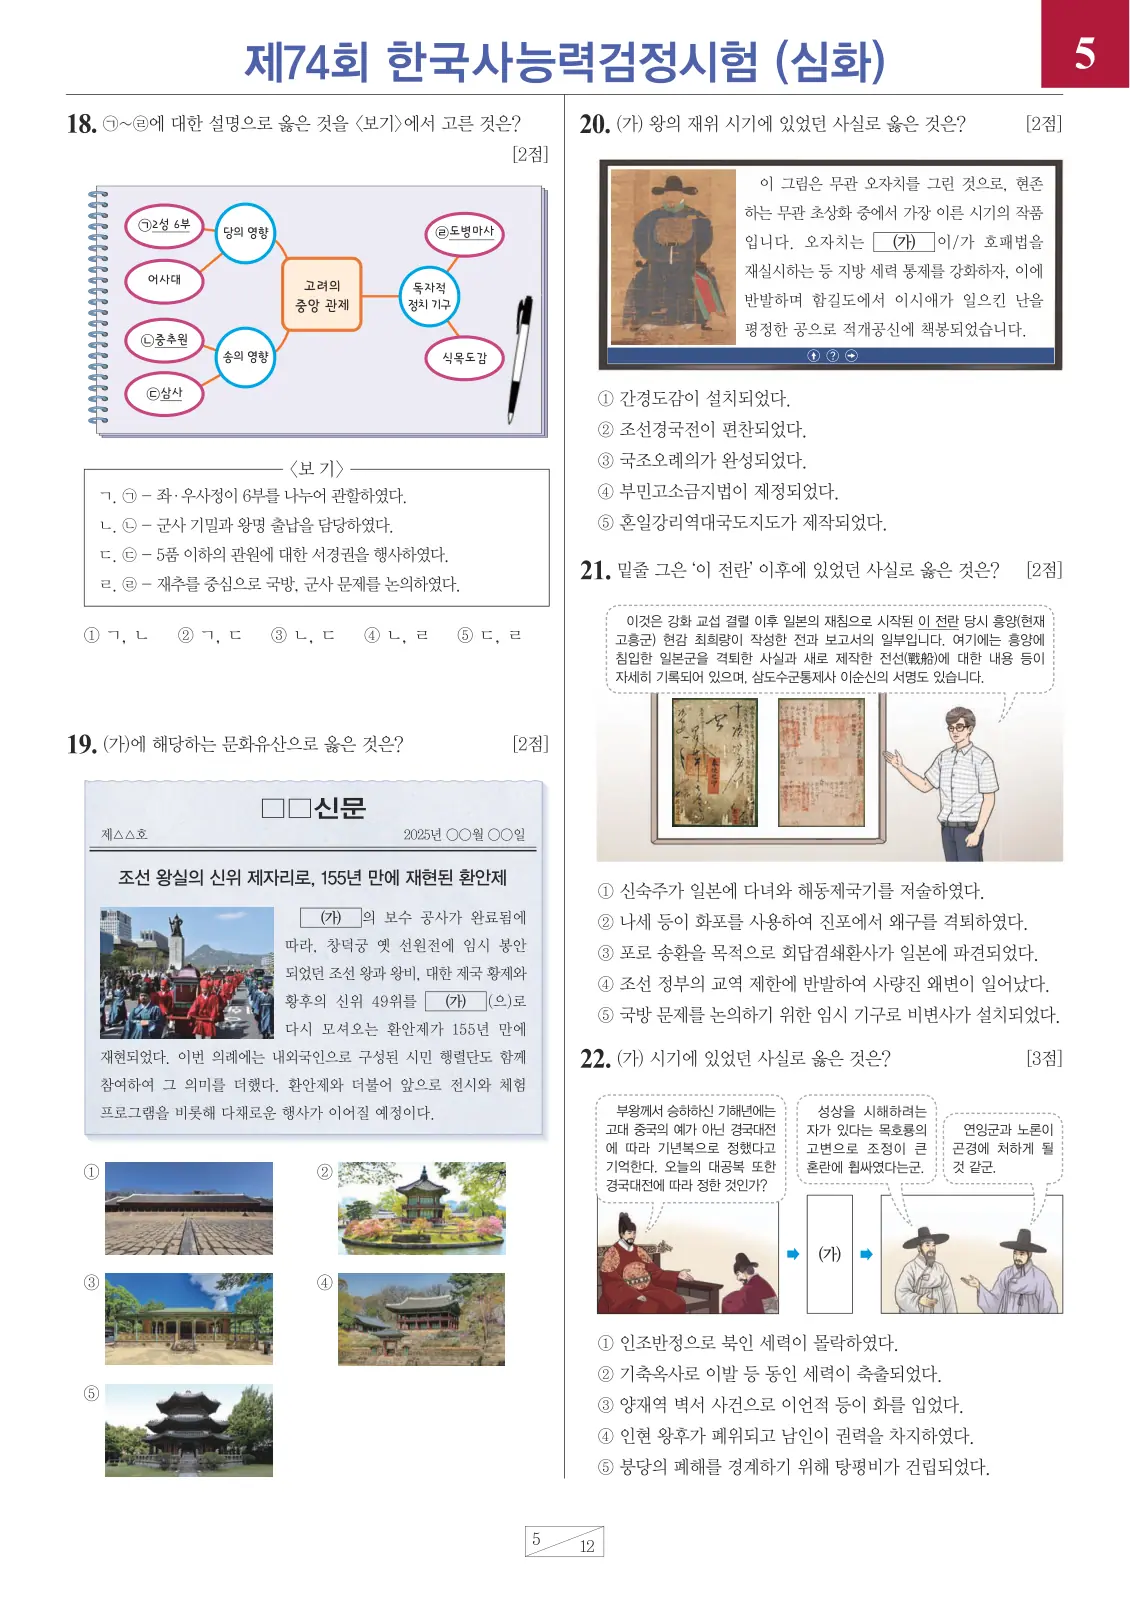 제74회 한국사능력검정시험 (심화)
5
18. ㉠~㉣에 대한 설명으로 옳은 것을 <보기>에서 고른 것은?
[2점]
㉠2성 6부
당의 영향
어사대
고려의
중앙 관제
㉡중추원
송의 영향
㉢삼사
㉣도병마사
독자적
정치 기구
식목도감
<보 기>
ㄱ. ㉠ - 좌·우사정이 6부를 나누어 관할하였다.
ㄴ. ㉡ - 군사 기밀과 왕명 출납을 담당하였다.
ㄷ. ㉢ - 5품 이하의 관원에 대한 서경권을 행사하였다.
ㄹ. ㉣ - 재추를 중심으로 국방, 군사 문제를 논의하였다.
① ㄱ, ㄴ ② ㄱ, ㄷ ③ ㄴ, ㄷ ④ ㄴ, ㄹ ⑤ ㄷ, ㄹ
19. (가)에 해당하는 문화유산으로 옳은 것은? [2점]
□□신문
제△△호 2025년 ○○월 ○○일
조선 왕실의 신위 제자리로, 155년 만에 재현된 환안제
(가) 의 보수 공사가 완료됨에
따라, 창덕궁 옛 선원전에 임시 봉안
되었던 조선 왕과 왕비, 대한 제국 황제와
황후의 신위 49위를 (가) (으)로
다시 모셔오는 환안제가 155년 만에
재현되었다. 이번 의례에는 내외국인으로 구성된 시민 행렬단도 함께
참여하여 그 의미를 더했다. 환안제와 더불어 앞으로 전시와 체험
프로그램을 비롯해 다채로운 행사가 이어질 예정이다.
①
②
③
④
⑤
20. (가) 왕의 재위 시기에 있었던 사실로 옳은 것은? [2점]
이 그림은 무관 오자치를 그린 것으로, 현존
하는 무관 초상화 중에서 가장 이른 시기의 작품
입니다. 오자치는 (가) 이/가 호패법을
재실시하는 등 지방 세력 통제를 강화하자, 이에
반발하며 함길도에서 이시애가 일으킨 난을
평정한 공으로 적개공신에 책봉되었습니다.
① 간경도감이 설치되었다.
② 조선경국전이 편찬되었다.
③ 국조오례의가 완성되었다.
④ 부민고소금지법이 제정되었다.
⑤ 혼일강리역대국도지도가 제작되었다.
21. 밑줄 그은 ‘이 전란’ 이후에 있었던 사실로 옳은 것은? [2점]
이것은 강화 교섭 결렬 이후 일본의 재침으로 시작된 이 전란 당시 흥양(현재
고흥군) 현감 최희량이 작성한 전과 보고서의 일부입니다. 여기에는 흥양에
침입한 일본군을 격퇴한 사실과 새로 제작한 전선(戰船)에 대한 내용 등이
자세히 기록되어 있으며, 삼도수군통제사 이순신의 서명도 있습니다.
① 신숙주가 일본에 다녀와 해동제국기를 저술하였다.
② 나세 등이 화포를 사용하여 진포에서 왜구를 격퇴하였다.
③ 포로 송환을 목적으로 회답겸쇄환사가 일본에 파견되었다.
④ 조선 정부의 교역 제한에 반발하여 사량진 왜변이 일어났다.
⑤ 국방 문제를 논의하기 위한 임시 기구로 비변사가 설치되었다.
22. (가) 시기에 있었던 사실로 옳은 것은? [3점]
부왕께서 승하하신 기해년에는
고대 중국의 예가 아닌 경국대전
에 따라 기년복으로 정했다고
기억한다. 오늘의 대공복 또한
경국대전에 따라 정한 것인가?
(가)
성상을 시해하려는
자가 있다는 목호룡의
고변으로 조정이 큰
혼란에 휩싸였다는군.
연잉군과 노론이
곤경에 처하게 될
것 같군.
① 인조반정으로 북인 세력이 몰락하였다.
② 기축옥사로 이발 등 동인 세력이 축출되었다.
③ 양재역 벽서 사건으로 이언적 등이 화를 입었다.
④ 인현 왕후가 폐위되고 남인이 권력을 차지하였다.
⑤ 붕당의 폐해를 경계하기 위해 탕평비가 건립되었다.
5
12